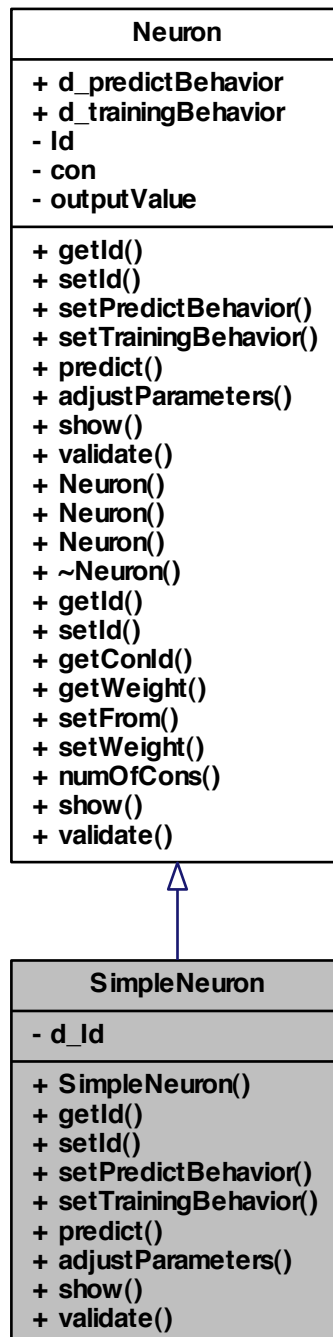 Neuron
+ d_predictBehavior
+ d_trainingBehavior
- Id
- con
- outputValue
+ getId()
+ setId()
+ setPredictBehavior()
+ setTrainingBehavior()
+ predict()
+ adjustParameters()
+ show()
+ validate()
+ Neuron()
+ Neuron()
+ Neuron()
+ ~Neuron()
+ getId()
+ setId()
+ getConId()
+ getWeight()
+ setFrom()
+ setWeight()
+ numOfCons()
+ show()
+ validate()
SimpleNeuron
- d_Id
+ SimpleNeuron()
+ getId()
+ setId()
+ setPredictBehavior()
+ setTrainingBehavior()
+ predict()
+ adjustParameters()
+ show()
+ validate()